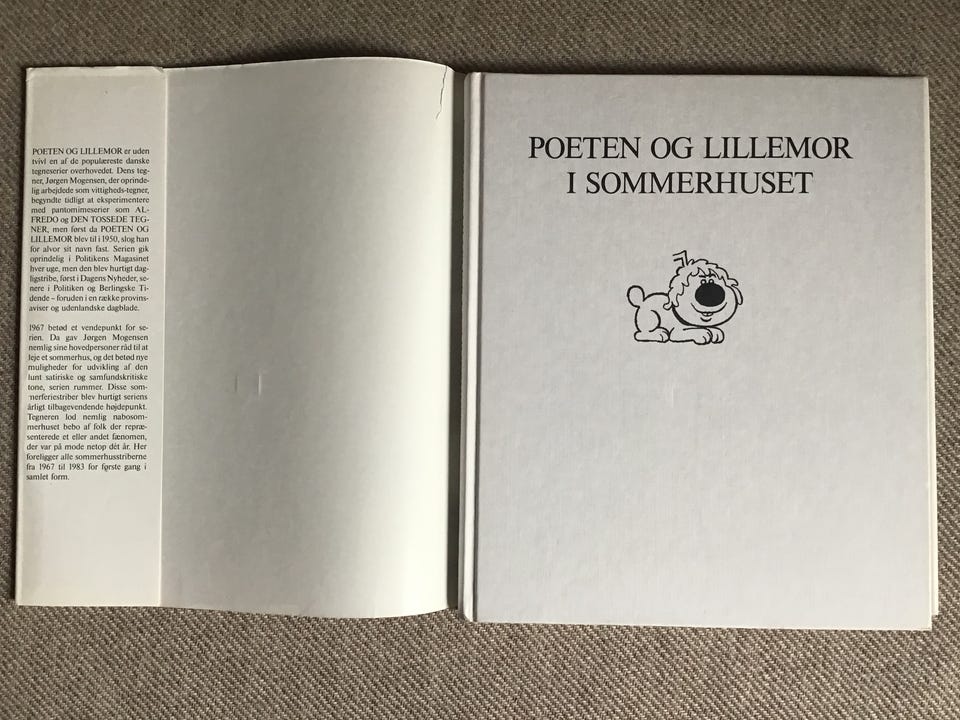 POETEN OG LILLEMOR er uden
tvivl en af de populæreste danske
tegneserier overhovedet. Dens teg-
ner, Jørgen Mogensen, der oprinde-
lig arbejdede som vittigheds-tegner,
begyndte tidligt at eksperimentere
med pantomimeserier som AL-
FREDO og DEN TOSSEDE TEG-
NER, men først da POETEN OG
LILLEMOR blev til i 1950, slog han
for alvor sit navn fast. Serien gik
oprindelig i Politikens Magasinet
hver uge, men den blev hurtigt dag-
ligstribe, først i Dagens Nyheder, se-
nere i Politiken og Berlingske Ti-
dende – foruden i en række provins-
aviser og udenlandske dagblade.
1967 betød et vendepunkt for se-
rien. Da gav Jørgen Mogensen
nemlig sine hovedpersoner råd til at
leje et sommerhus, og det betød nye
muligheder for udvikling af den
lunt satiriske og samfundskritiske
tone, serien rummer. Disse som-
merferiestriber blev hurtigt seriens
årligt tilbagevendende højdepunkt.
Tegneren lod nemlig nabosom-
merhuset bebo af folk der repræ-
senterede et eller andet fænomen,
der var på mode netop dét år. Her
foreligger alle sommerhusstriberne
fra 1967 til 1983 for første gang i
samlet form.
POETEN OG LILLEMOR
I SOMMERHUSET